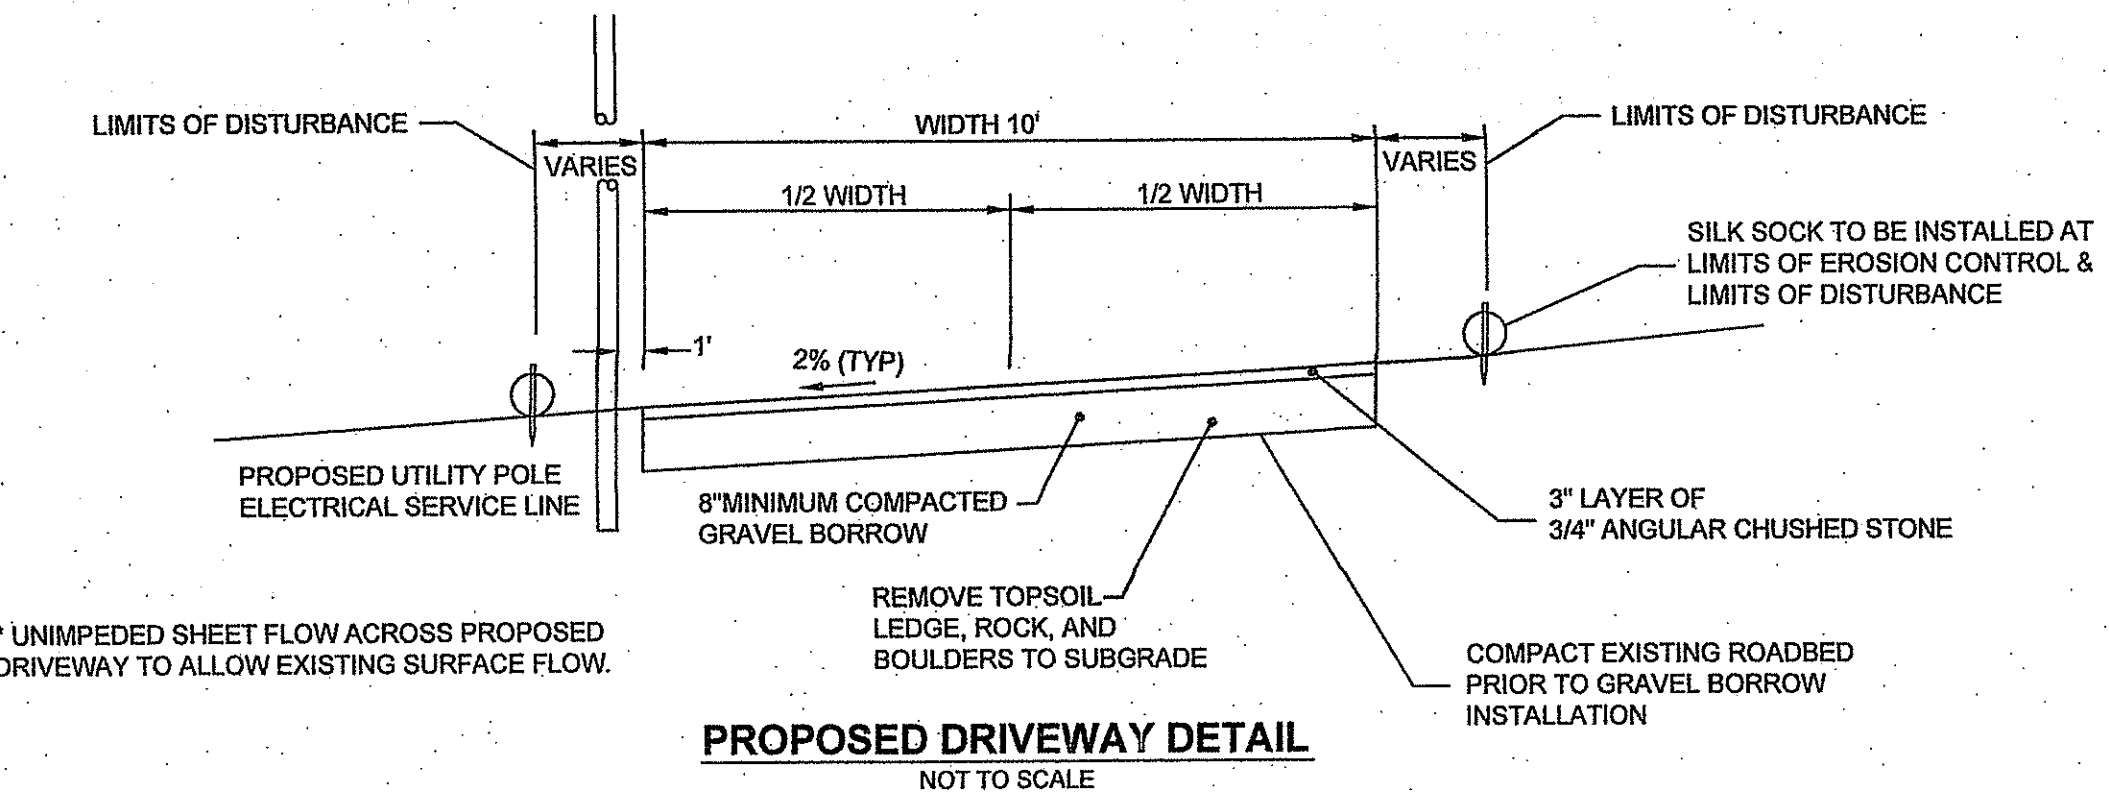 LIMITS OF DISTURBANCE
WIDTH 10'
LIMITS OF DISTURBANCE
VARIES
VARIES
1/2 WIDTH
1/2 WIDTH
SILK SOCK TO BE INSTALLED AT
LIMITS OF EROSION CONTROL &
LIMITS OF DISTURBANCE
1'
2% (TYP)
PROPOSED UTILITY POLE
ELECTRICAL SERVICE LINE
8"MINIMUM COMPACTED
GRAVEL BORROW
3" LAYER OF
3/4" ANGULAR CHUSHED STONE
REMOVE TOPSOIL
LEDGE, ROCK, AND
BOULDERS TO SUBGRADE
* UNIMPEDED SHEET FLOW ACROSS PROPOSED
DRIVEWAY TO ALLOW EXISTING SURFACE FLOW.
COMPACT EXISTING ROADBED
PRIOR TO GRAVEL BORROW
INSTALLATION
PROPOSED DRIVEWAY DETAIL
NOT TO SCALE